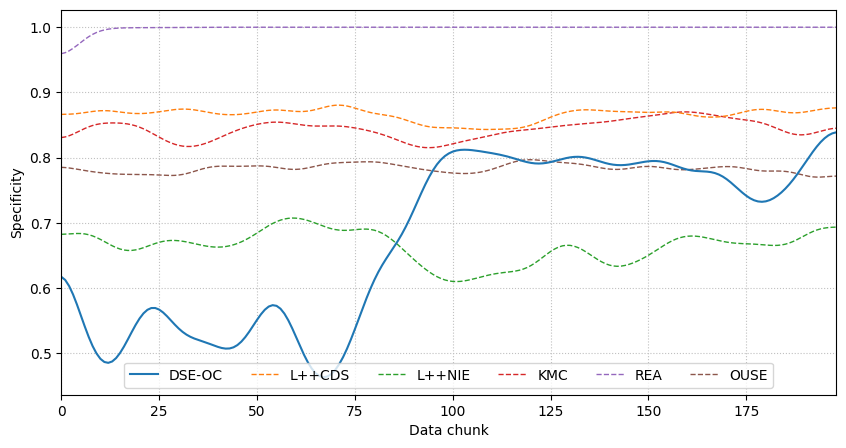 1.0
0.9
0.8
0.7
0.6
0.5
Specificity
DSE-OC L++CDS L++NIE KMC REA OUSE
0 25 50 75 100 125 150 175
Data chunk